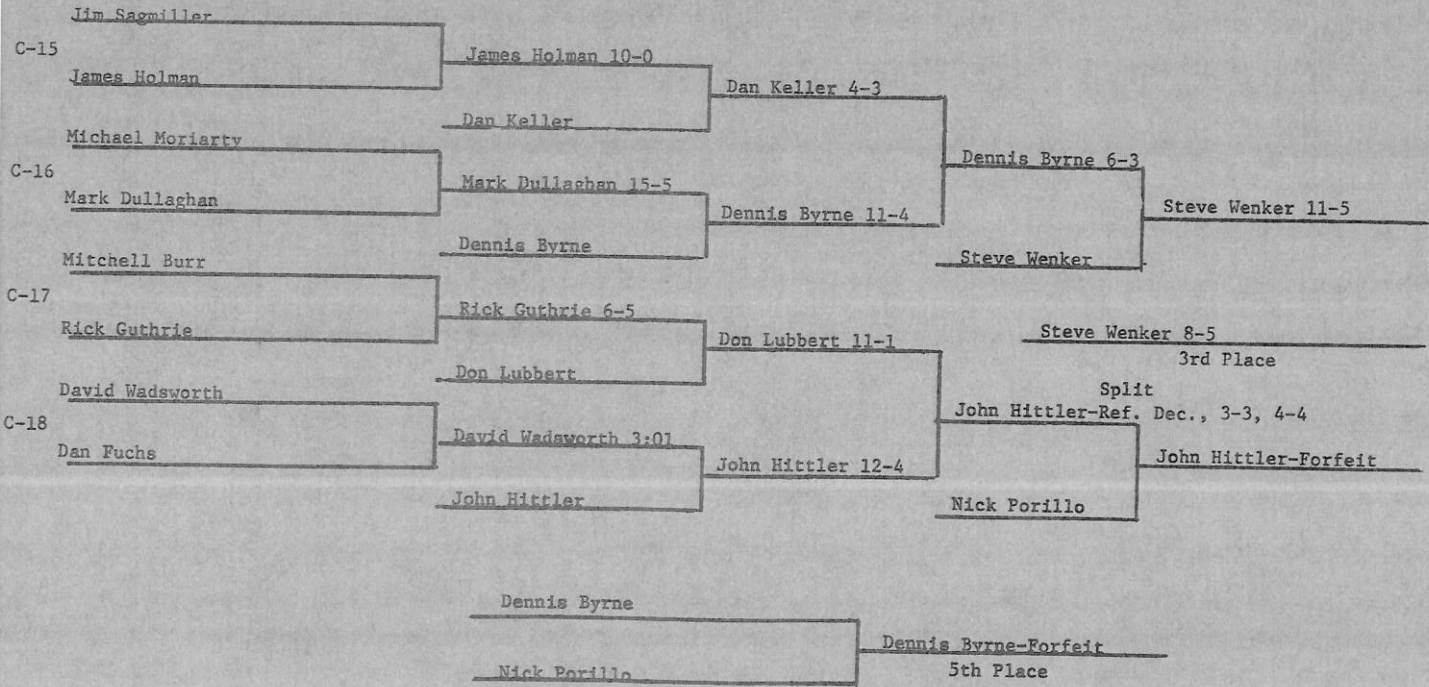 Jim Sagmiller
C-15
James Holman 10-0
James Holman
Dan Keller 4-3
Dan Keller
Michael Moriarty
Dennis Byrne 6-3
C-16
Mark Dullaghan 15-5
Mark Dullaghan
Steve Wenker 11-5
Dennis Byrne 11-4
Dennis Byrne
Steve Wenker
Mitchell Burr
C-17
Rick Guthrie 6-5
Rick Guthrie
Steve Wenker 8-5
Don Lubbert 11-1
3rd Place
Don Lubbert
David Wadsworth
Split
John Hittler-Ref. Dec., 3-3, 4-4
C-18
David Wadsworth 3:01
Dan Fuchs
John Hittler-Forfeit
John Hittler 12-4
John Hittler
Nick Porillo
Dennis Byrne
Dennis Byrne-Forfeit
Nick Porillo
5th Place